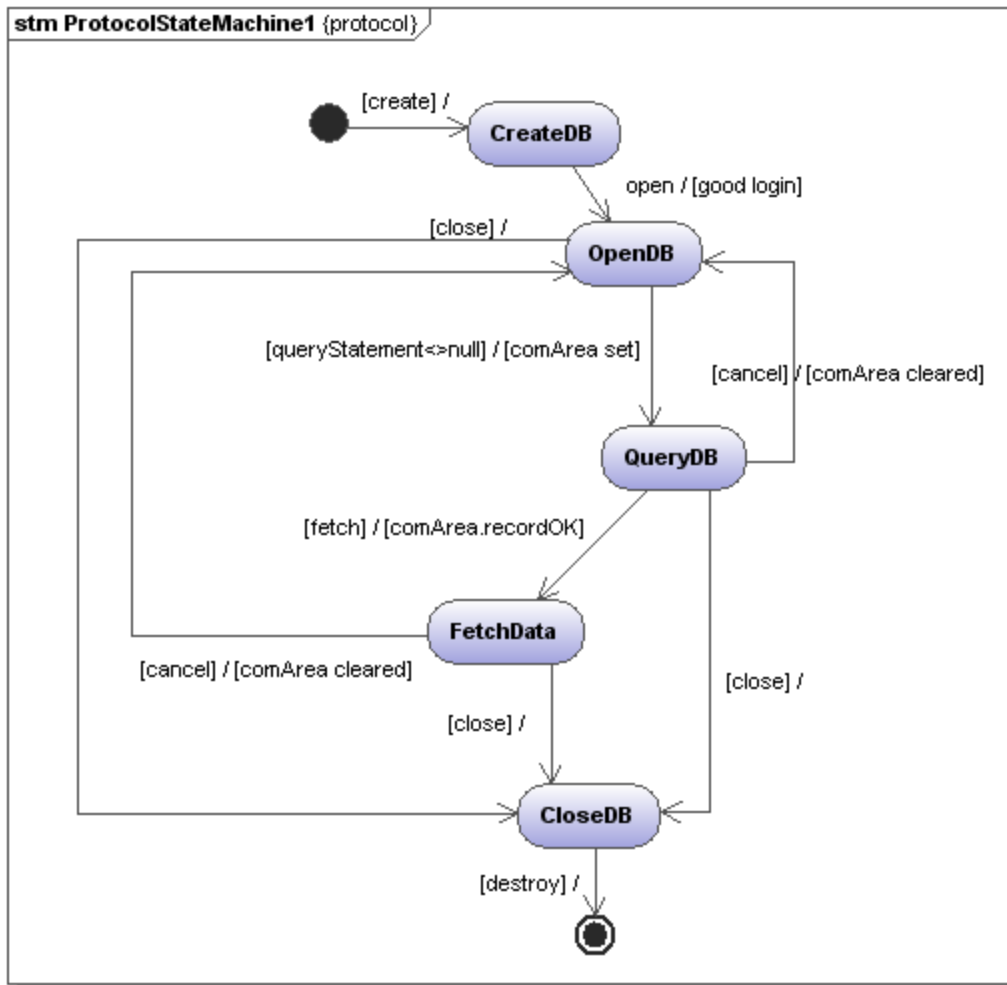 stm ProtocolStateMachine1 {protocol}
[create] /
CreateDB
open / [good login]
[close] /
OpenDB
[queryStatement<>null] / [comArea set]
[cancel] / [comArea cleared]
QueryDB
[fetch] / [comArea.recordOK]
FetchData
[cancel] / [comArea cleared]
[close] /
[close] /
CloseDB
[destroy] /